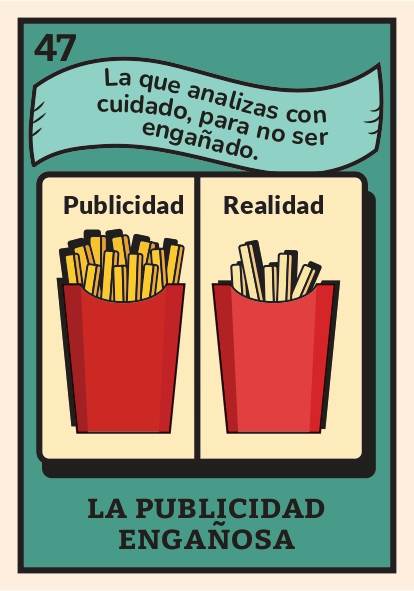 47
La que analizas con
cuidado, para no ser
engañado.
Publicidad
Realidad
LA PUBLICIDAD
ENGAÑOSA